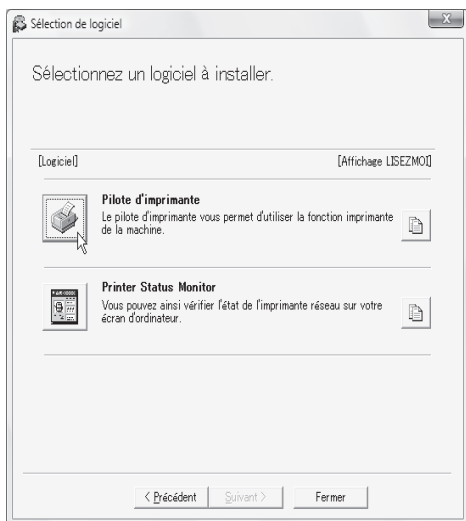 Sélection de logiciel
Sélectionnez un logiciel à installer.
[Logiciel] [Affichage LISEZMOI]
Pilote d'imprimante
Le pilote d'imprimante vous permet d'utiliser la fonction imprimante
de la machine.
Printer Status Monitor
Vous pouvez ainsi vérifier l'état de l'imprimante réseau sur votre
écran d'ordinateur.
< Précédent Suivant > Fermer